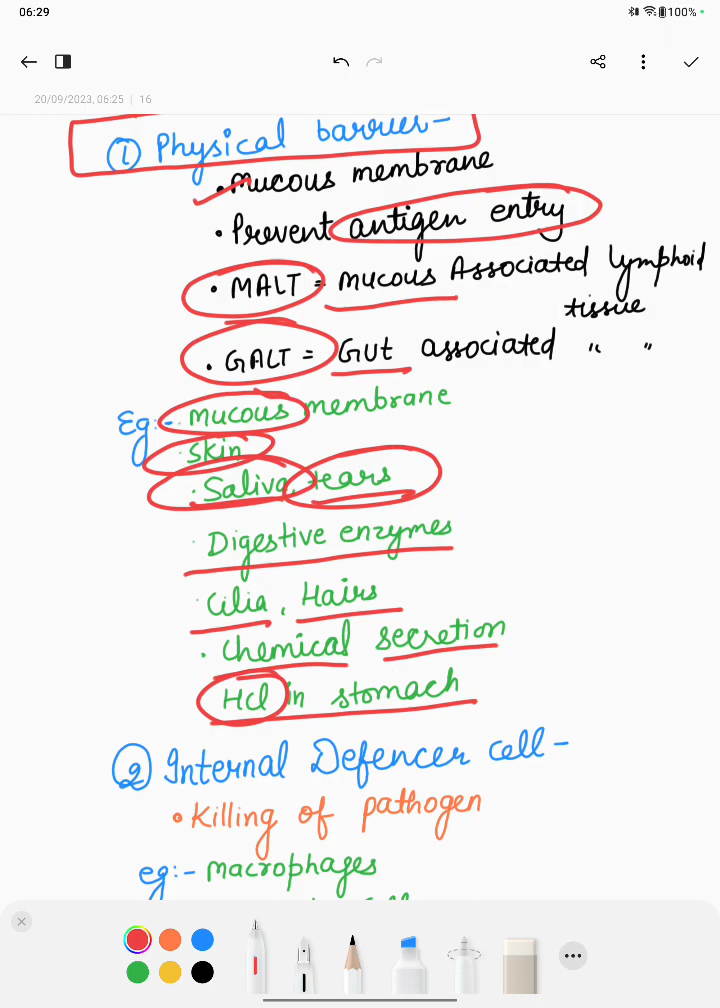 06:29
100%
20/09/2023, 06:25 | 16
① Physical barrier-
• Mucous membrane
• Prevent antigen entry
• MALT = Mucous Associated lymphoid
tissue
• GALT = Gut associated " "
Eg:- • Mucous membrane
• Skin
• Saliva, tears
• Digestive enzymes
• Cilia, Hairs
• Chemical secretion
HCl in stomach
② Internal Defencer cell-
• Killing of pathogen
eg:- macrophages